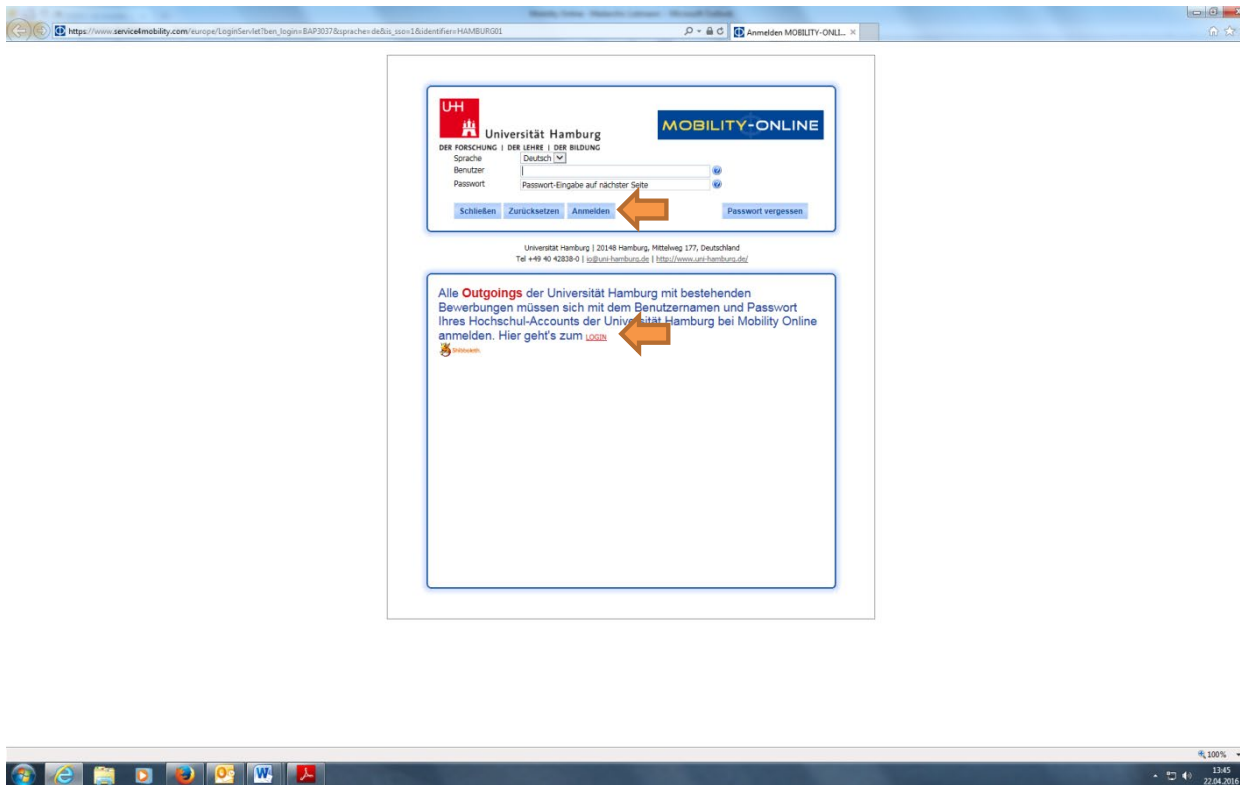 https://www.service4mobility.com/europe/LoginServlet?ben_login=BAP3037&sprache=de&is_sso=1&identifier=HAMBURG01
Anmelden MOBILITY-ONLI...
UH
Universität Hamburg
DER FORSCHUNG | DER LEHRE | DER BILDUNG
MOBILITY-ONLINE
Sprache Deutsch
Benutzer
Passwort Passwort-Eingabe auf nächster Seite
Schließen Zurücksetzen Anmelden Passwort vergessen
Universität Hamburg | 20148 Hamburg, Mittelweg 177, Deutschland
Tel +49 40 42838-0 | io@uni-hamburg.de | http://www.uni-hamburg.de/
Alle Outgoings der Universität Hamburg mit bestehenden
Bewerbungen müssen sich mit dem Benutzernamen und Passwort
Ihres Hochschul-Accounts der Universität Hamburg bei Mobility Online
anmelden. Hier geht's zum LOGIN
Shibboleth.
100%
13:45
22.04.2016